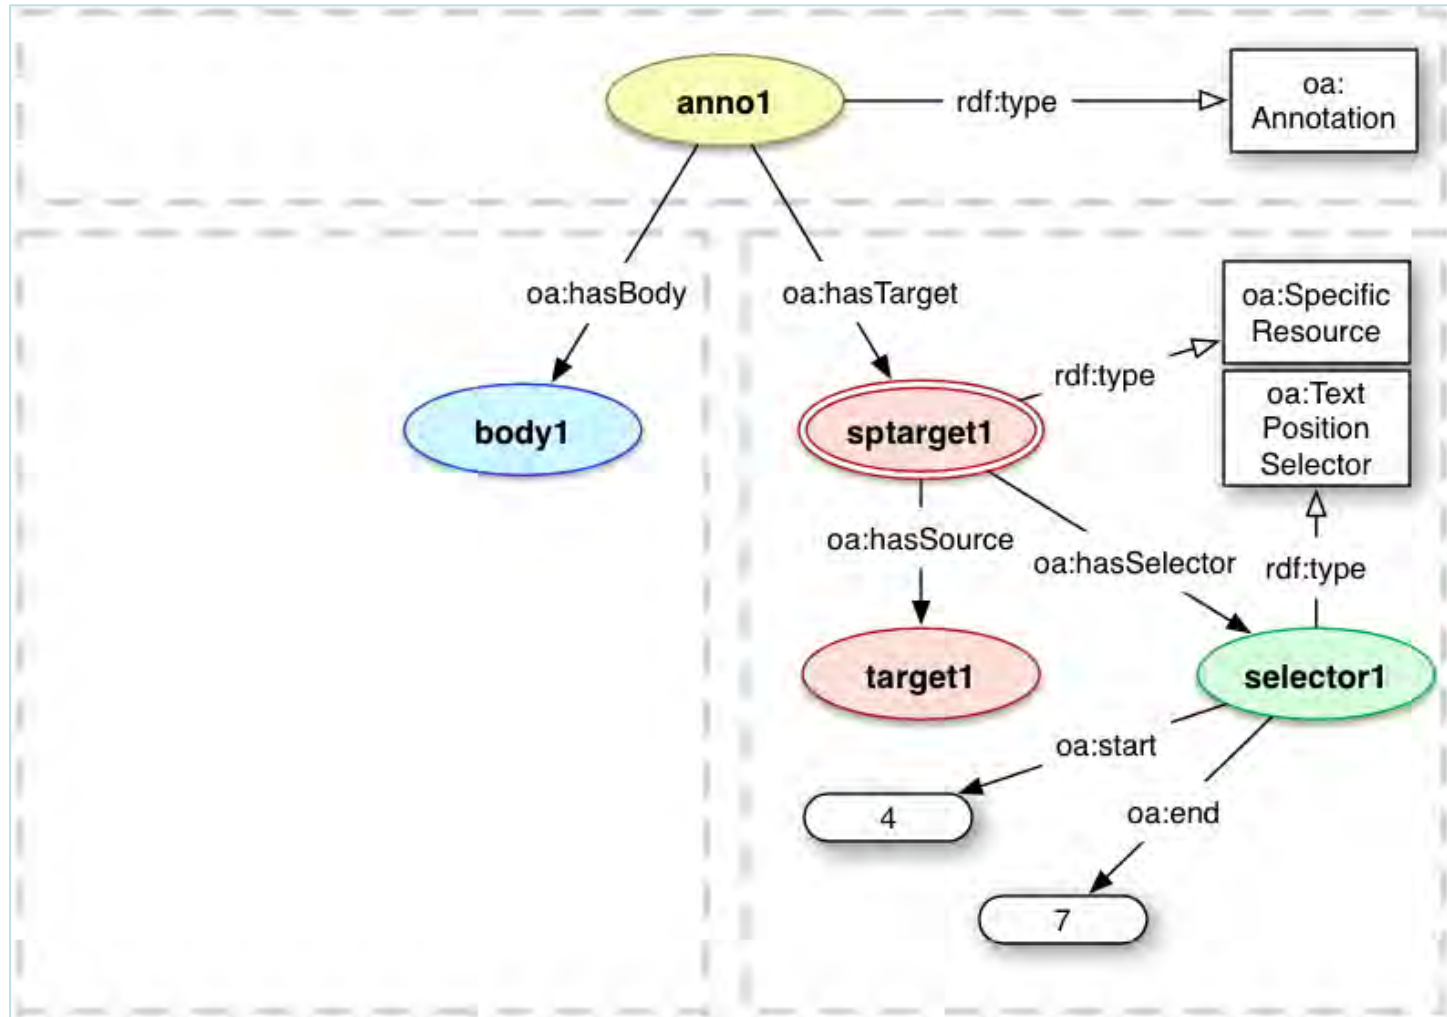 anno1
rdf:type
oa:
Annotation
oa:hasBody
oa:hasTarget
oa:Specific
Resource
rdf:type
oa:Text
Position
Selector
body1
sptarget1
oa:hasSource
oa:hasSelector
rdf:type
target1
selector1
oa:start
4
oa:end
7